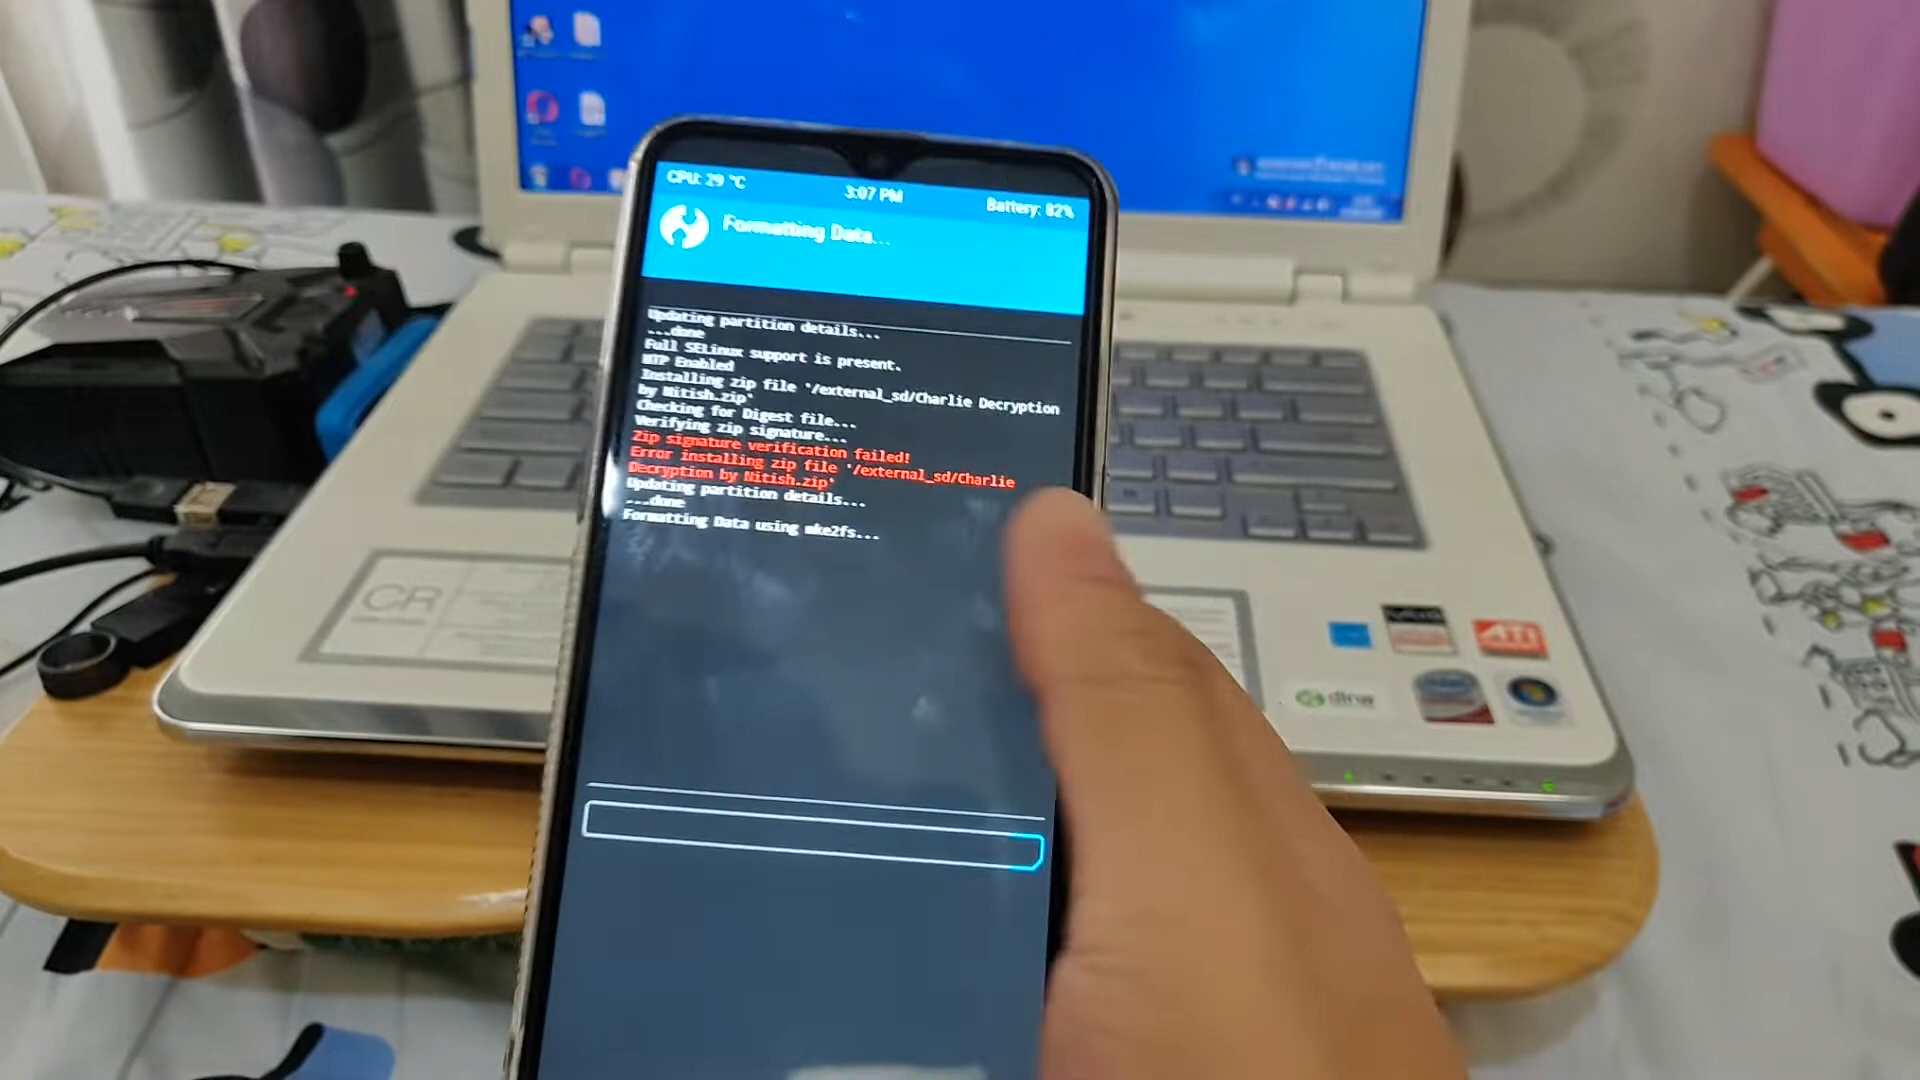 CPU: 29 °C
3:07 PM
Battery: 82%
Formatting Data...
Updating partition details...
...done
Full SELinux support is present.
MTP Enabled
Installing zip file '/external_sd/Charlie Decryption
by Nitish.zip'
Checking for Digest file...
Verifying zip signature...
Zip signature verification failed!
Error installing zip file '/external_sd/Charlie
Decryption by Nitish.zip'
Updating partition details...
...done
Formatting Data using mke2fs...
CR
ATI
dlna